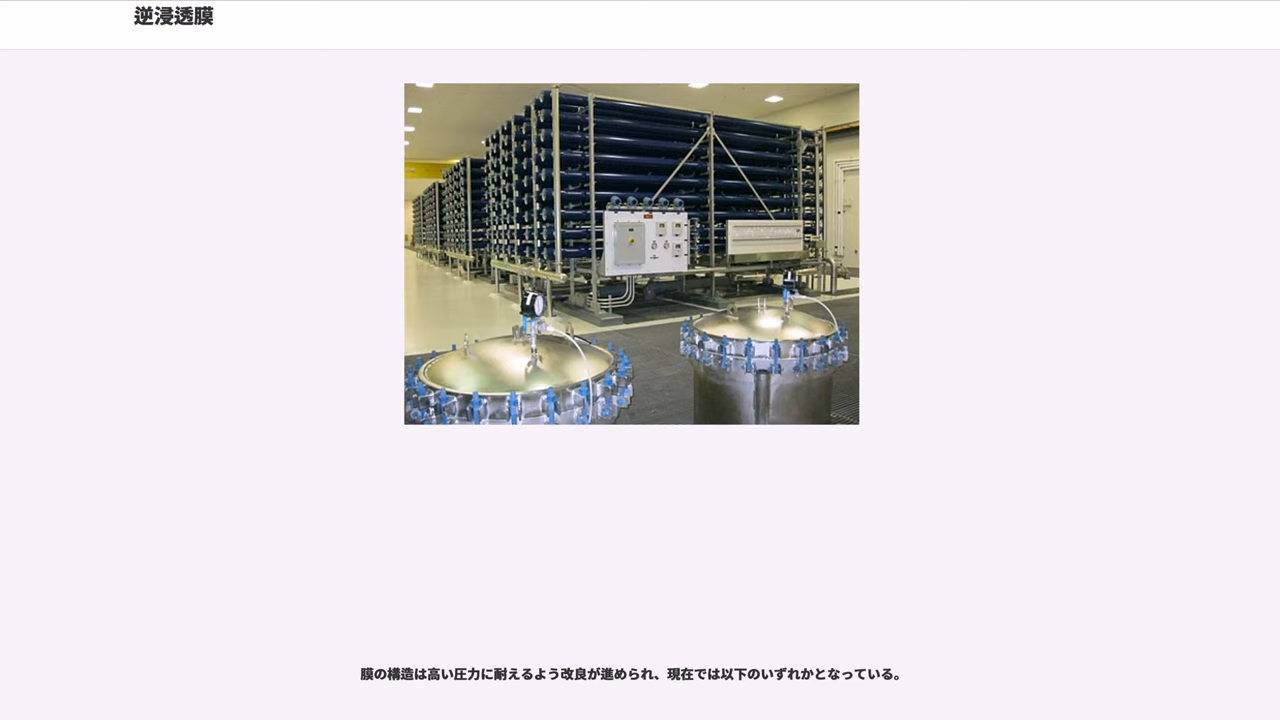 逆浸透膜
膜の構造は高い圧力に耐えるよう改良が進められ、現在では以下のいずれかとなっている。